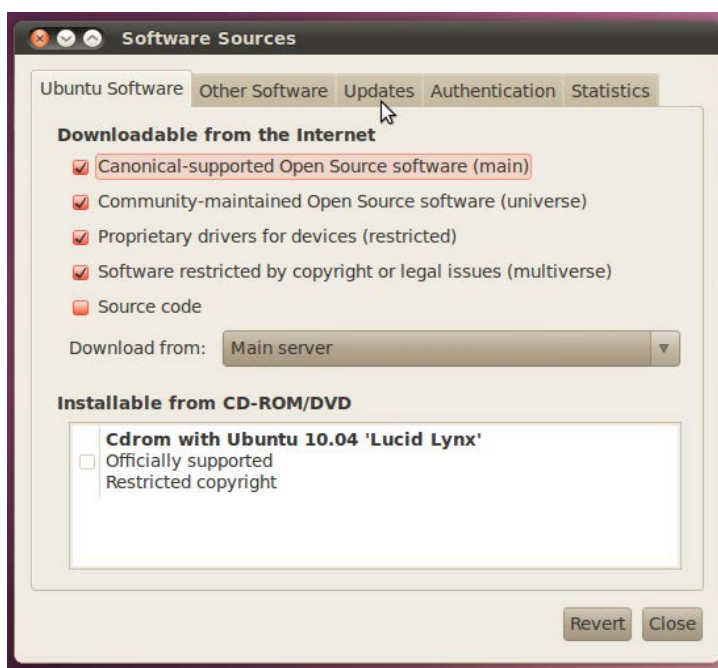 Software Sources
Ubuntu Software Other Software Updates Authentication Statistics
Downloadable from the Internet
Canonical-supported Open Source software (main)
Community-maintained Open Source software (universe)
Proprietary drivers for devices (restricted)
Software restricted by copyright or legal issues (multiverse)
Source code
Download from: Main server
Installable from CD-ROM/DVD
Cdrom with Ubuntu 10.04 'Lucid Lynx'
Officially supported
Restricted copyright
Revert Close